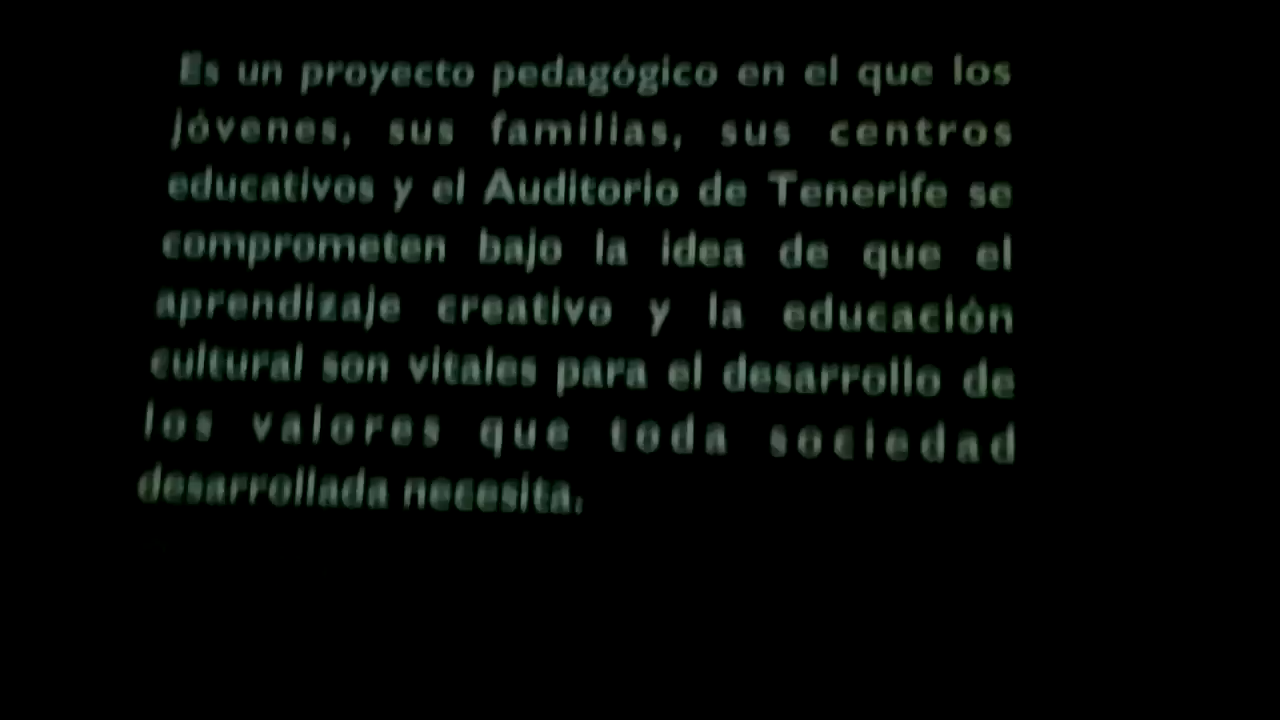 Es un proyecto pedagógico en el que los
jóvenes, sus familias, sus centros
educativos y el Auditorio de Tenerife se
comprometen bajo la idea de que el
aprendizaje creativo y la educación
cultural son vitales para el desarrollo de
los valores que toda sociedad
desarrollada necesita.